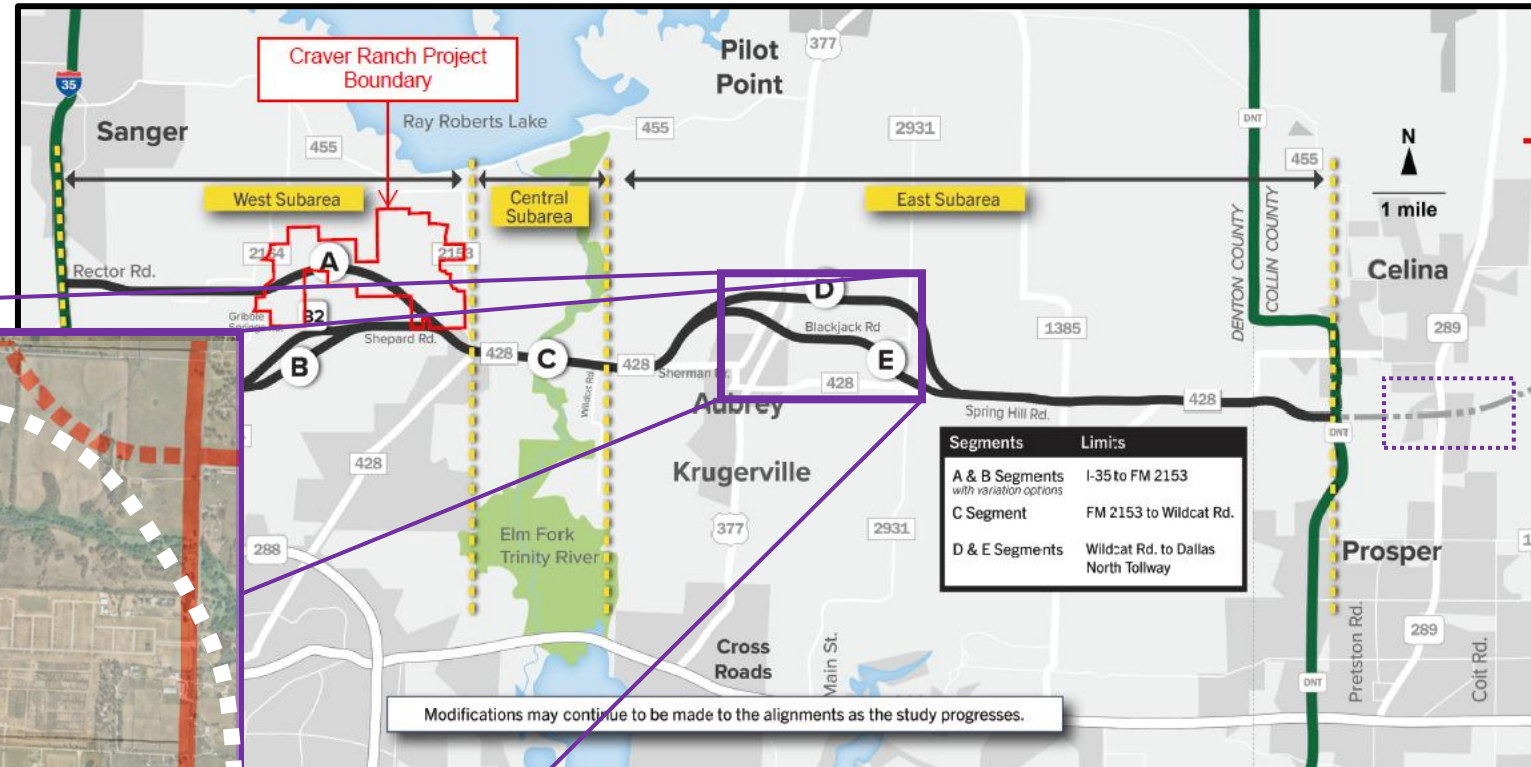 Craver Ranch Project
Boundary
Pilot
Point
377
35
Sanger
Ray Roberts Lake
455
455
2931
DNT
455
N
1 mile
West Subarea
Central
Subarea
East Subarea
DENTON COUNTY
COLLIN COUNTY
2164
A
2153
Rector Rd.
Celina
D
Gribble
B2
Shepard Rd.
Blackjack Rd
1385
289
B
428
C
428
Sherman Dr.
E
428
Wildcat Rd.
Aubrey
Spring Hill Rd.
428
DNT
428
Krugerville
Segments Limits
A & B Segments I-35 to FM 2153
with variation options
C Segment FM 2153 to Wildcat Rd.
D & E Segments Wildcat Rd. to Dallas
North Tollway
288
Elm Fork
Trinity River
377
2931
Prosper
Cross
Roads
Main St.
289
Pretston Rd.
Coit Rd.
DNT
Modifications may continue to be made to the alignments as the study progresses.